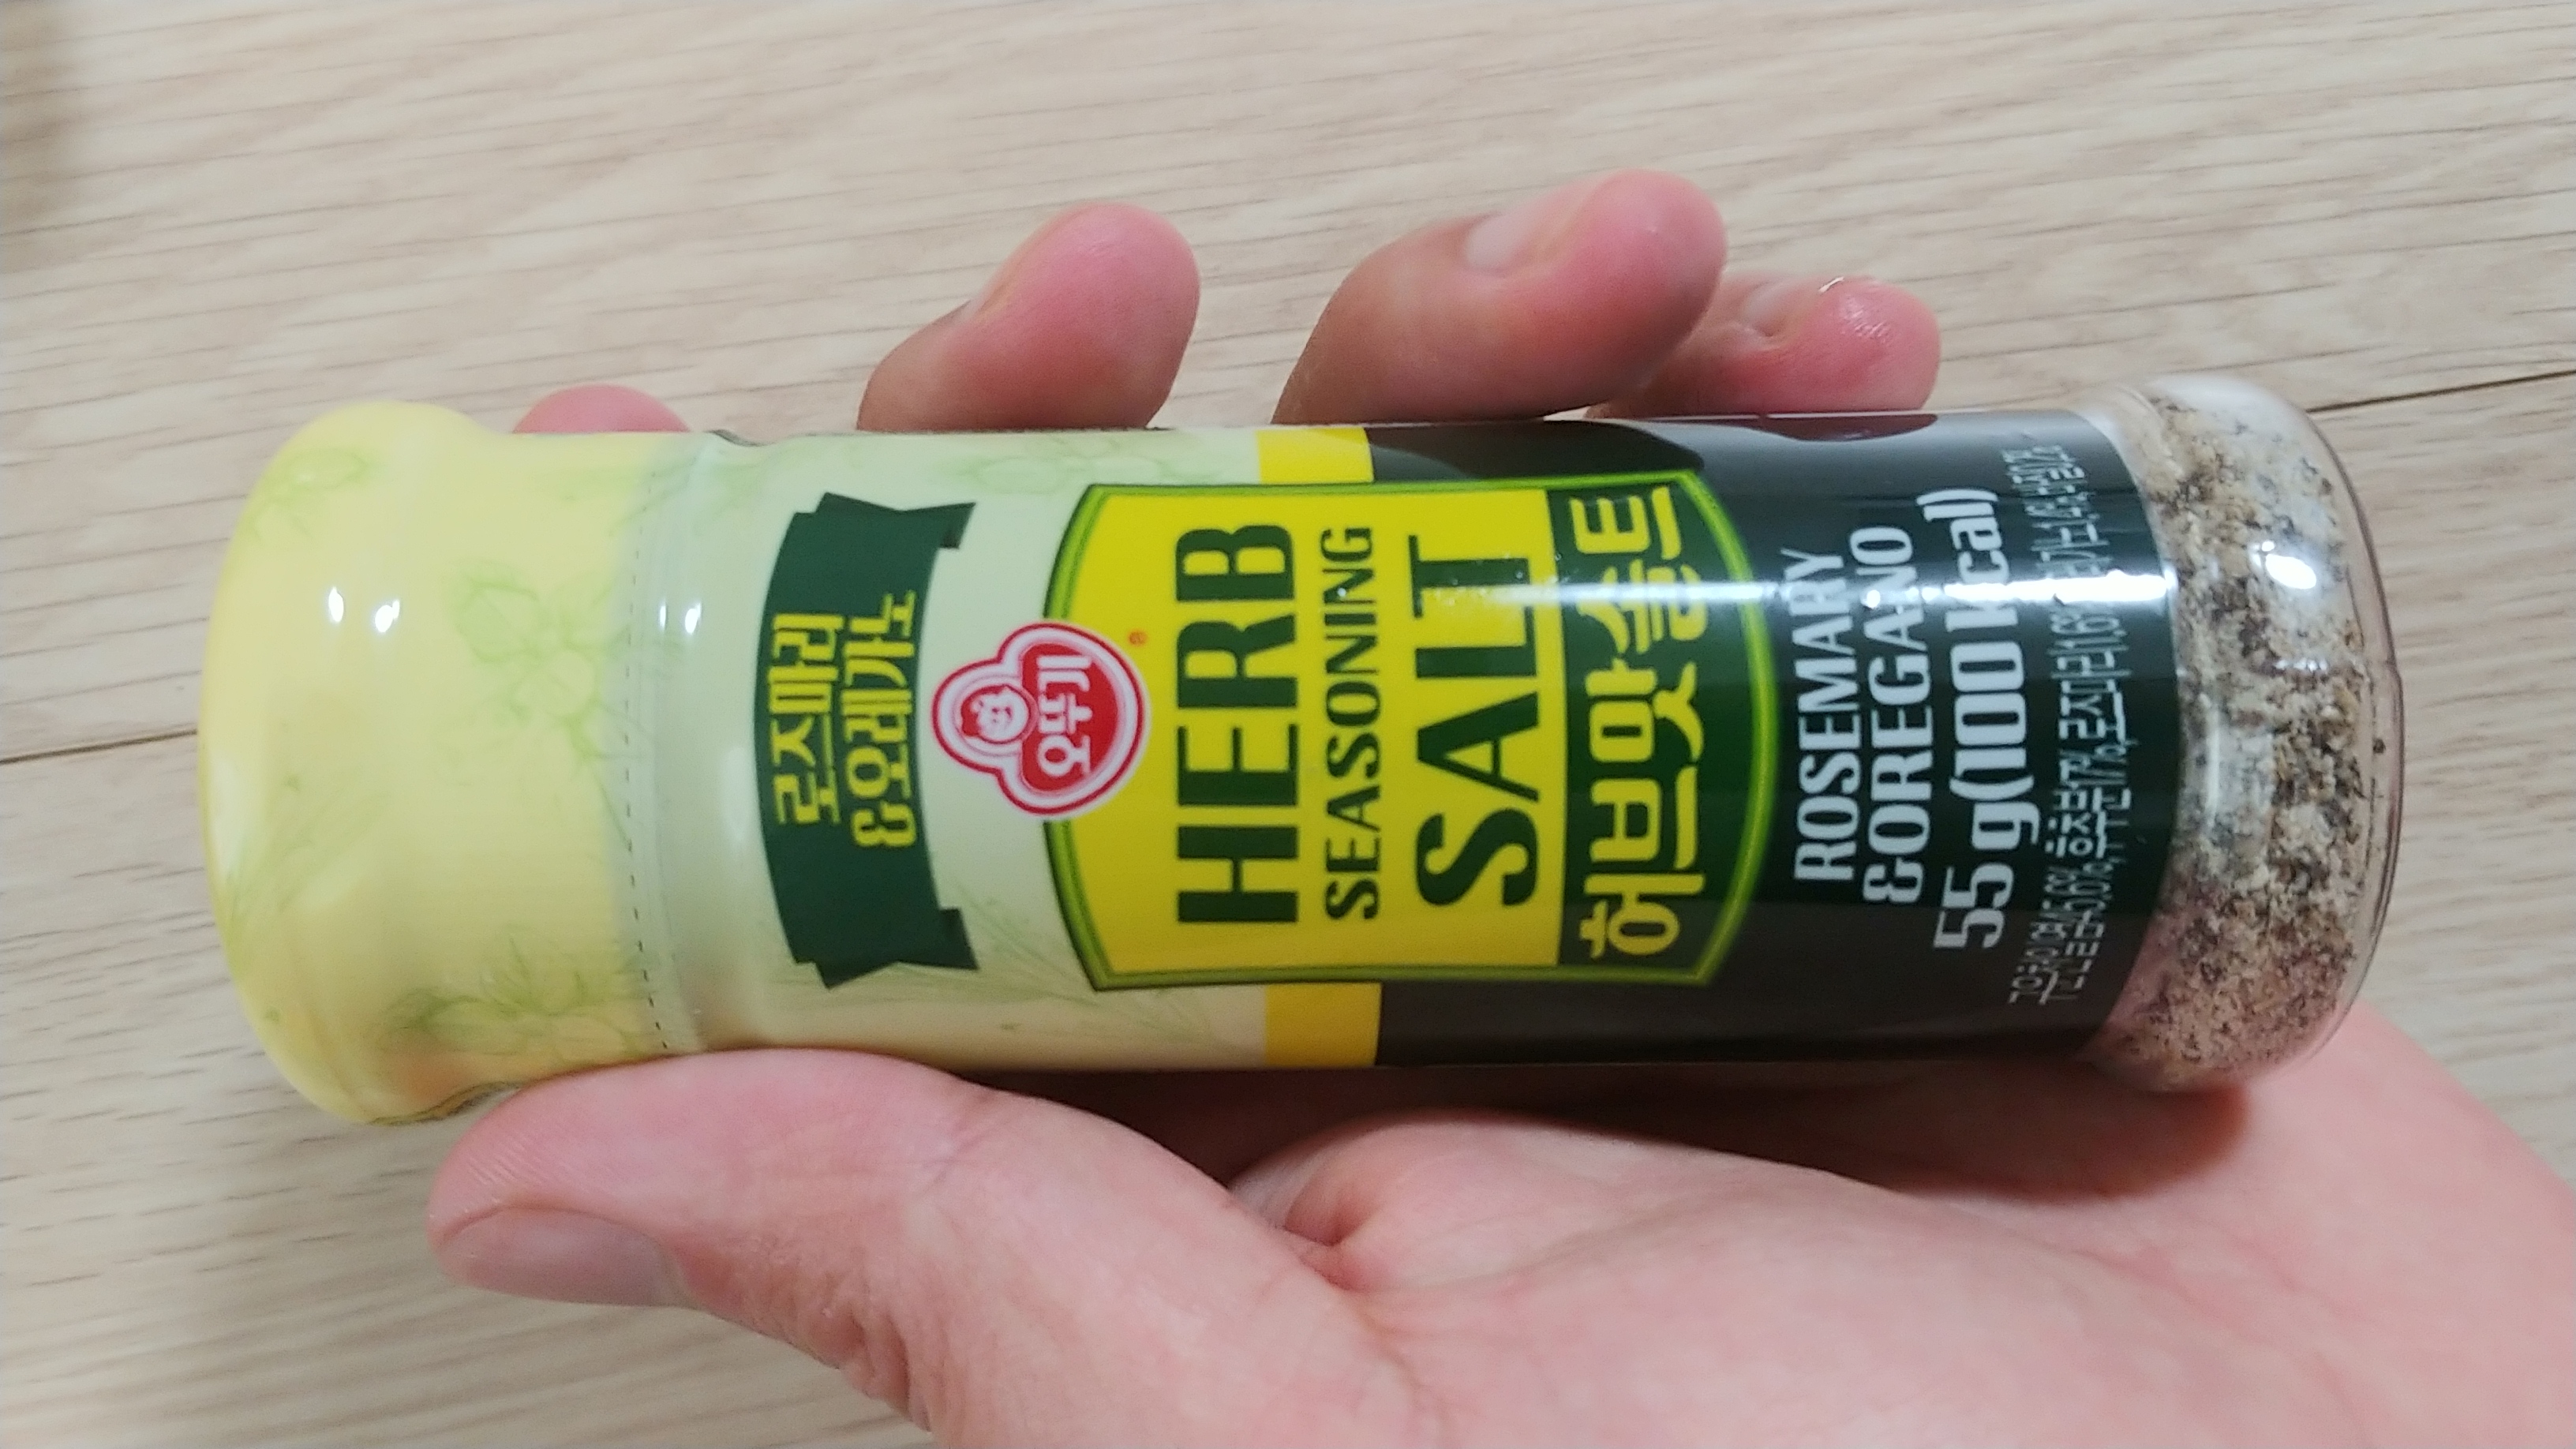 로즈마리
&오레가노
오뚜기
®
HERB
SEASONING
SALT
허브맛솔트
ROSEMARY
&OREGANO
55 g(100 kcal)